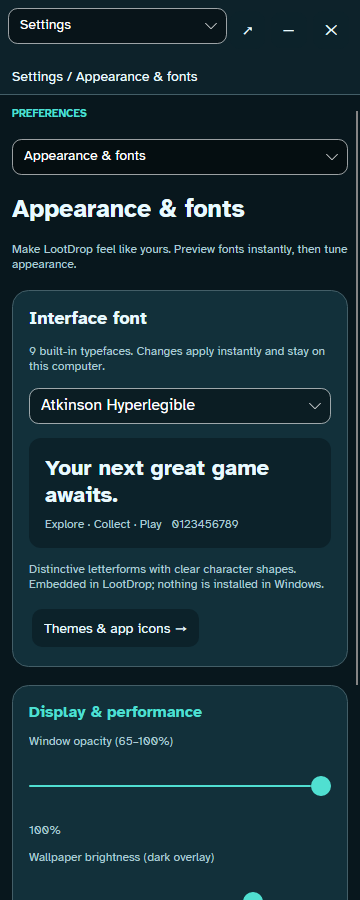 Settings
Settings / Appearance & fonts
PREFERENCES
Appearance & fonts
Appearance & fonts
Make LootDrop feel like yours. Preview fonts instantly, then tune
appearance.
Interface font
9 built-in typefaces. Changes apply instantly and stay on
this computer.
Atkinson Hyperlegible
Your next great game
awaits.
Explore · Collect · Play 0123456789
Distinctive letterforms with clear character shapes.
Embedded in LootDrop; nothing is installed in Windows.
Themes & app icons →
Display & performance
Window opacity (65–100%)
100%
Wallpaper brightness (dark overlay)